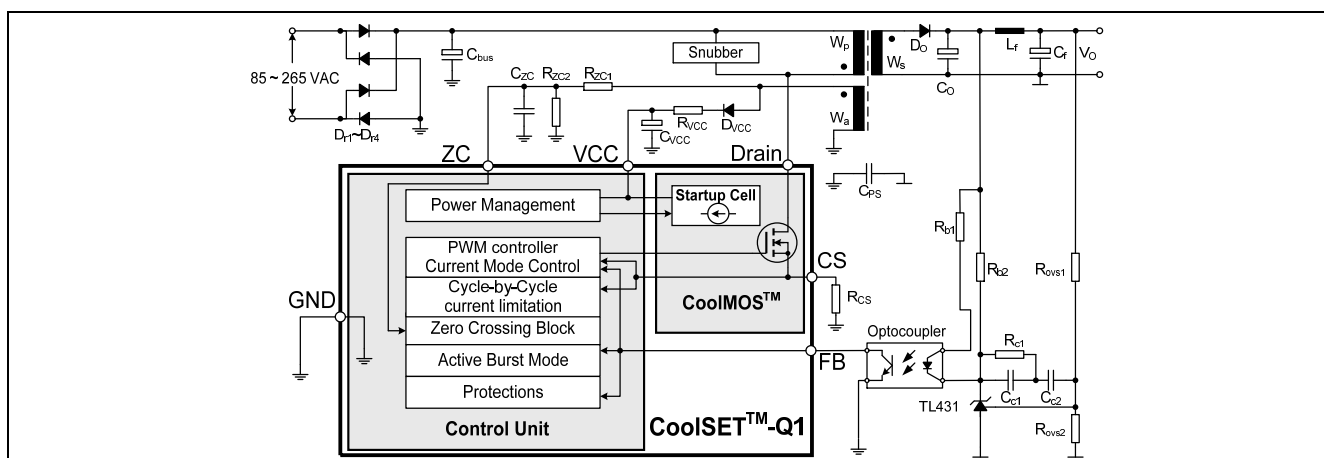 Snubber
Wp
Ws
DO
Lf
Cf
VO
Cbus
CO
85 ~ 265 VAC
CZC
RZC2
RZC1
RVCC
DVCC
CVCC
Wa
Dr1~Dr4
ZC
VCC
Drain
CPS
Power Management
Startup Cell
Rb1
PWM controller
Current Mode Control
CS
Rb2
Rovs1
Cycle-by-Cycle
current limitation
CoolMOS™
RCS
GND
Zero Crossing Block
Optocoupler
Rc1
Active Burst Mode
FB
Protections
Cc1
Cc2
TL431
Control Unit
CoolSET™-Q1
Rovs2